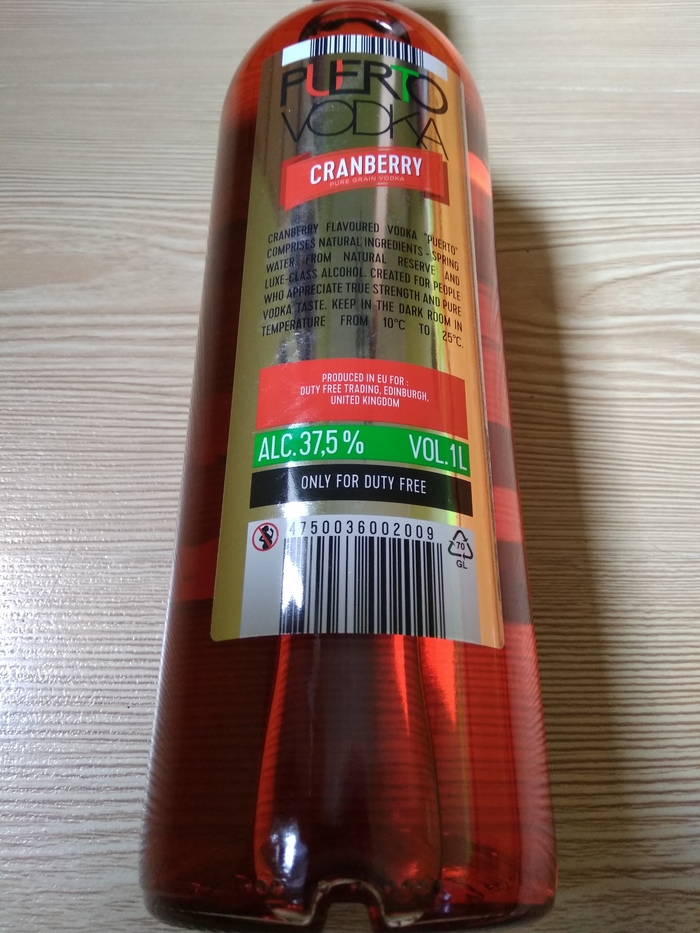 PUERTO
VODKA
CRANBERRY
PURE GRAIN VODKA
CRANBERRY FLAVOURED VODKA "PUERTO"
COMPRISES NATURAL INGREDIENTS - SPRING
WATER FROM NATURAL RESERVE AND
LUXE-CLASS ALCOHOL. CREATED FOR PEOPLE
WHO APPRECIATE TRUE STRENGTH AND PURE
VODKA TASTE. KEEP IN THE DARK ROOM IN
TEMPERATURE FROM 10°C TO 25°C.
PRODUCED IN EU FOR :
DUTY FREE TRADING, EDINBURGH,
UNITED KINGDOM
ALC. 37,5 % VOL. 1 L
ONLY FOR DUTY FREE
4750036002009
70
GL